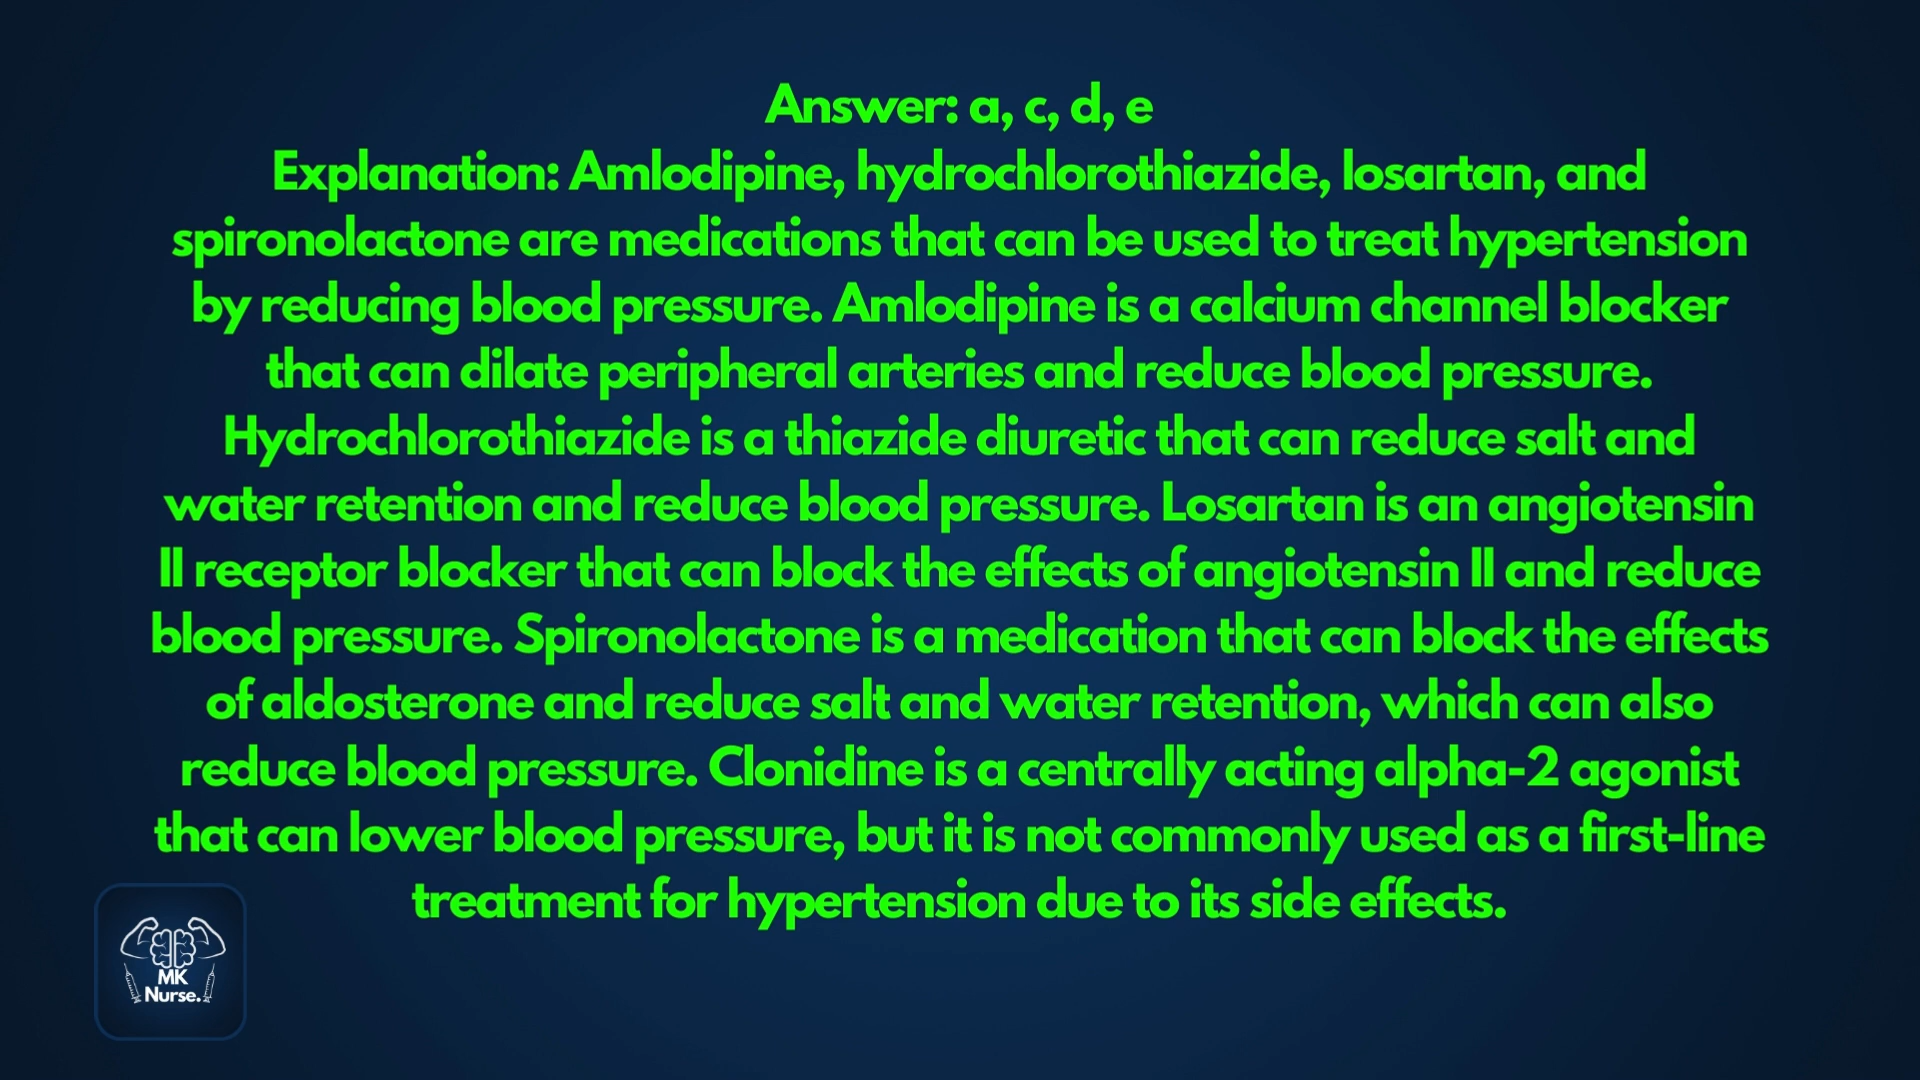 Answer: a, c, d, e
Explanation: Amlodipine, hydrochlorothiazide, losartan, and
spironolactone are medications that can be used to treat hypertension
by reducing blood pressure. Amlodipine is a calcium channel blocker
that can dilate peripheral arteries and reduce blood pressure.
Hydrochlorothiazide is a thiazide diuretic that can reduce salt and
water retention and reduce blood pressure. Losartan is an angiotensin
II receptor blocker that can block the effects of angiotensin II and reduce
blood pressure. Spironolactone is a medication that can block the effects
of aldosterone and reduce salt and water retention, which can also
reduce blood pressure. Clonidine is a centrally acting alpha-2 agonist
that can lower blood pressure, but it is not commonly used as a first-line
treatment for hypertension due to its side effects.
MK
Nurse.